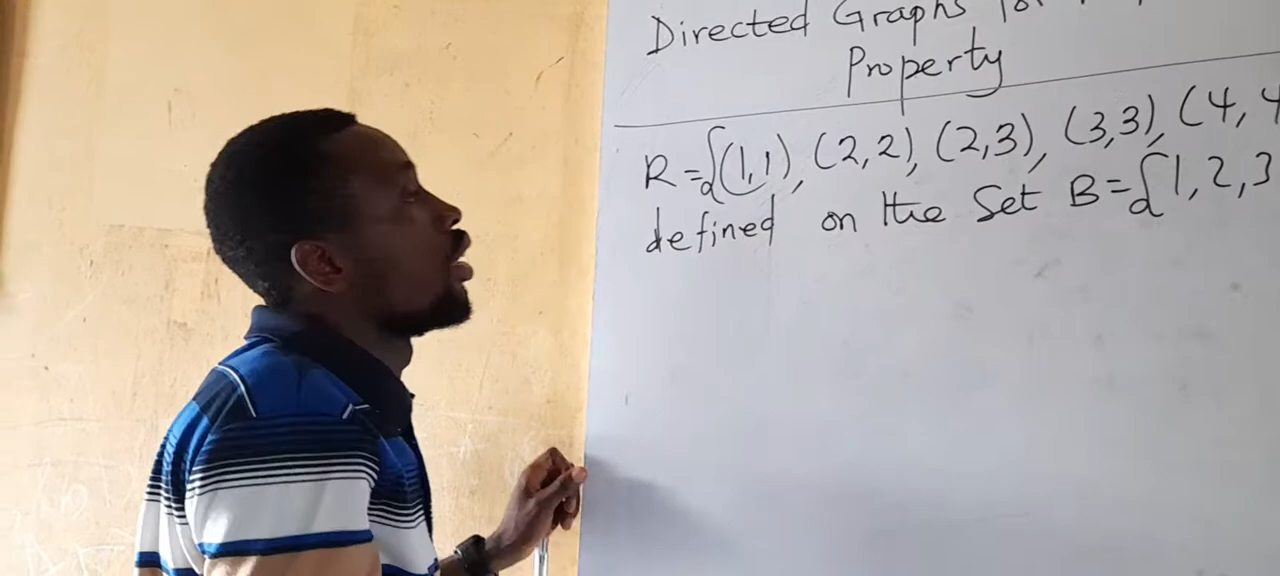 Directed Graphs for
Property
R={(1,1), (2,2), (2,3), (3,3), (4,4
defined on the Set B={1,2,3